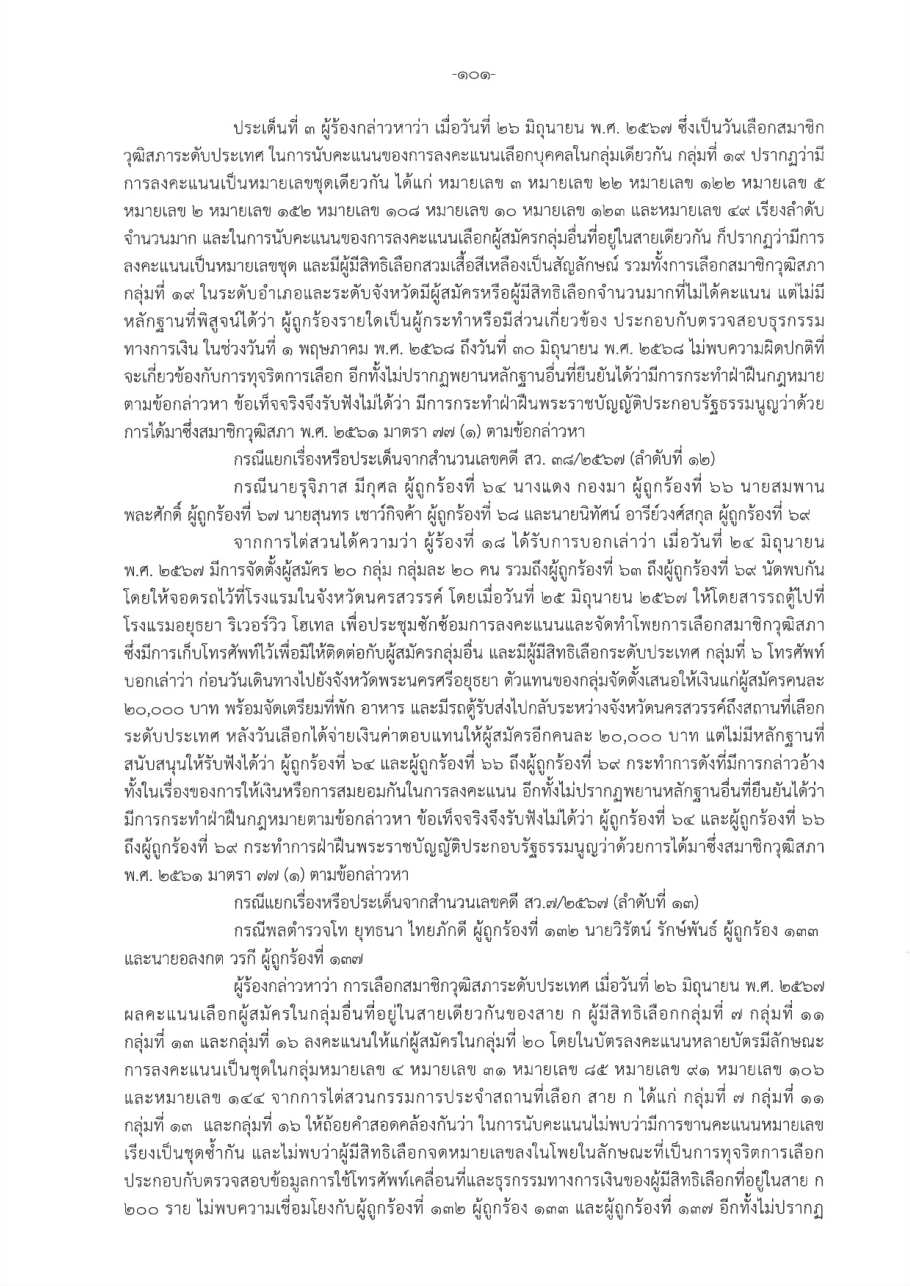 -๑๐๑-
ประเด็นที่ ๓ ผู้ร้องกล่าวหาว่า เมื่อวันที่ ๒๖ มิถุนายน พ.ศ. ๒๕๖๗ ซึ่งเป็นวันเลือกสมาชิก
วุฒิสภาระดับประเทศ ในการนับคะแนนของการลงคะแนนเลือกบุคคลในกลุ่มเดียวกัน กลุ่มที่ ๑๙ ปรากฏว่ามี
การลงคะแนนเป็นหมายเลขชุดเดียวกัน ได้แก่ หมายเลข ๓ หมายเลข ๒๒ หมายเลข ๑๒๒ หมายเลข ๕
หมายเลข ๒ หมายเลข ๑๕๒ หมายเลข ๑๐๘ หมายเลข ๑๐ หมายเลข ๑๒๓ และหมายเลข ๔๙ เรียงลำดับ
จำนวนมาก และในการนับคะแนนของการลงคะแนนเลือกผู้สมัครกลุ่มอื่นที่อยู่ในสายเดียวกัน ก็ปรากฏว่ามีการ
ลงคะแนนเป็นหมายเลขชุด และมีผู้มีสิทธิเลือกสวมเสื้อสีเหลืองเป็นสัญลักษณ์ รวมทั้งการเลือกสมาชิกวุฒิสภา
กลุ่มที่ ๑๙ ในระดับอำเภอและระดับจังหวัดมีผู้สมัครหรือผู้มีสิทธิเลือกจำนวนมากที่ไม่ได้คะแนน แต่ไม่มี
หลักฐานที่พิสูจน์ได้ว่า ผู้ถูกร้องรายใดเป็นผู้กระทำหรือมีส่วนเกี่ยวข้อง ประกอบกับตรวจสอบธุรกรรม
ทางการเงิน ในช่วงวันที่ ๑ พฤษภาคม พ.ศ. ๒๕๖๘ ถึงวันที่ ๓๐ มิถุนายน พ.ศ. ๒๕๖๘ ไม่พบความผิดปกติที่
จะเกี่ยวข้องกับการทุจริตการเลือก อีกทั้งไม่ปรากฏพยานหลักฐานอื่นที่ยืนยันได้ว่ามีการกระทำฝ่าฝืนกฎหมาย
ตามข้อกล่าวหา ข้อเท็จจริงจึงรับฟังไม่ได้ว่า มีการกระทำฝ่าฝืนพระราชบัญญัติประกอบรัฐธรรมนูญว่าด้วย
การได้มาซึ่งสมาชิกวุฒิสภา พ.ศ. ๒๕๖๑ มาตรา ๗๗ (๑) ตามข้อกล่าวหา
กรณีแยกเรื่องหรือประเด็นจากสำนวนเลขคดี สว. ๓๘/๒๕๖๗ (ลำดับที่ ๑๒)
กรณีนายรุจิภาส มีกุศล ผู้ถูกร้องที่ ๖๔ นางแดง กองมา ผู้ถูกร้องที่ ๖๖ นายสมพาน
พละศักดิ์ ผู้ถูกร้องที่ ๖๗ นายสุนทร เชาว์กิจค้า ผู้ถูกร้องที่ ๖๘ และนายนิทัศน์ อารีย์วงศ์สกุล ผู้ถูกร้องที่ ๖๙
จากการไต่สวนได้ความว่า ผู้ร้องที่ ๑๘ ได้รับการบอกเล่าว่า เมื่อวันที่ ๒๔ มิถุนายน
พ.ศ. ๒๕๖๗ มีการจัดตั้งผู้สมัคร ๒๐ กลุ่ม กลุ่มละ ๒๐ คน รวมถึงผู้ถูกร้องที่ ๖๓ ถึงผู้ถูกร้องที่ ๖๙ นัดพบกัน
โดยให้จอดรถไว้ที่โรงแรมในจังหวัดนครสวรรค์ โดยเมื่อวันที่ ๒๕ มิถุนายน ๒๕๖๗ ให้โดยสารรถตู้ไปที่
โรงแรมอยุธยา ริเวอร์วิว โฮเทล เพื่อประชุมซักซ้อมการลงคะแนนและจัดทำโพยการเลือกสมาชิกวุฒิสภา
ซึ่งมีการเก็บโทรศัพท์ไว้เพื่อมิให้ติดต่อกับผู้สมัครกลุ่มอื่น และมีผู้มีสิทธิเลือกระดับประเทศ กลุ่มที่ ๖ โทรศัพท์
บอกเล่าว่า ก่อนวันเดินทางไปยังจังหวัดพระนครศรีอยุธยา ตัวแทนของกลุ่มจัดตั้งเสนอให้เงินแก่ผู้สมัครคนละ
๒๐,๐๐๐ บาท พร้อมจัดเตรียมที่พัก อาหาร และมีรถตู้รับส่งไปกลับระหว่างจังหวัดนครสวรรค์ถึงสถานที่เลือก
ระดับประเทศ หลังวันเลือกได้จ่ายเงินค่าตอบแทนให้ผู้สมัครอีกคนละ ๒๐,๐๐๐ บาท แต่ไม่มีหลักฐานที่
สนับสนุนให้รับฟังได้ว่า ผู้ถูกร้องที่ ๖๔ และผู้ถูกร้องที่ ๖๖ ถึงผู้ถูกร้องที่ ๖๙ กระทำการดังที่มีการกล่าวอ้าง
ทั้งในเรื่องของการให้เงินหรือการสมยอมกันในการลงคะแนน อีกทั้งไม่ปรากฏพยานหลักฐานอื่นที่ยืนยันได้ว่า
มีการกระทำฝ่าฝืนกฎหมายตามข้อกล่าวหา ข้อเท็จจริงจึงรับฟังไม่ได้ว่า ผู้ถูกร้องที่ ๖๔ และผู้ถูกร้องที่ ๖๖
ถึงผู้ถูกร้องที่ ๖๙ กระทำการฝ่าฝืนพระราชบัญญัติประกอบรัฐธรรมนูญว่าด้วยการได้มาซึ่งสมาชิกวุฒิสภา
พ.ศ. ๒๕๖๑ มาตรา ๗๗ (๑) ตามข้อกล่าวหา
กรณีแยกเรื่องหรือประเด็นจากสำนวนเลขคดี สว.๗/๒๕๖๗ (ลำดับที่ ๑๓)
กรณีพลตำรวจโท ยุทธนา ไทยภักดี ผู้ถูกร้องที่ ๑๓๒ นายวิรัตน์ รักษ์พันธ์ ผู้ถูกร้อง ๑๓๓
และนายอลงกต วรกี ผู้ถูกร้องที่ ๑๓๗
ผู้ร้องกล่าวหาว่า การเลือกสมาชิกวุฒิสภาระดับประเทศ เมื่อวันที่ ๒๖ มิถุนายน พ.ศ. ๒๕๖๗
ผลคะแนนเลือกผู้สมัครในกลุ่มอื่นที่อยู่ในสายเดียวกันของสาย ก ผู้มีสิทธิเลือกกลุ่มที่ ๗ กลุ่มที่ ๑๑
กลุ่มที่ ๑๓ และกลุ่มที่ ๑๖ ลงคะแนนให้แก่ผู้สมัครในกลุ่มที่ ๒๐ โดยในบัตรลงคะแนนหลายบัตรมีลักษณะ
การลงคะแนนเป็นชุดในกลุ่มหมายเลข ๔ หมายเลข ๓๑ หมายเลข ๘๕ หมายเลข ๙๑ หมายเลข ๑๐๖
และหมายเลข ๑๔๔ จากการไต่สวนกรรมการประจำสถานที่เลือก สาย ก ได้แก่ กลุ่มที่ ๗ กลุ่มที่ ๑๑
กลุ่มที่ ๑๓ และกลุ่มที่ ๑๖ ให้ถ้อยคำสอดคล้องกันว่า ในการนับคะแนนไม่พบว่ามีการขานคะแนนหมายเลข
เรียงเป็นชุดซ้ำกัน และไม่พบว่าผู้มีสิทธิเลือกจดหมายเลขลงในโพยในลักษณะที่เป็นการทุจริตการเลือก
ประกอบกับตรวจสอบข้อมูลการใช้โทรศัพท์เคลื่อนที่และธุรกรรมทางการเงินของผู้มีสิทธิเลือกที่อยู่ในสาย ก
๒๐๐ ราย ไม่พบความเชื่อมโยงกับผู้ถูกร้องที่ ๑๓๒ ผู้ถูกร้อง ๑๓๓ และผู้ถูกร้องที่ ๑๓๗ อีกทั้งไม่ปรากฏ